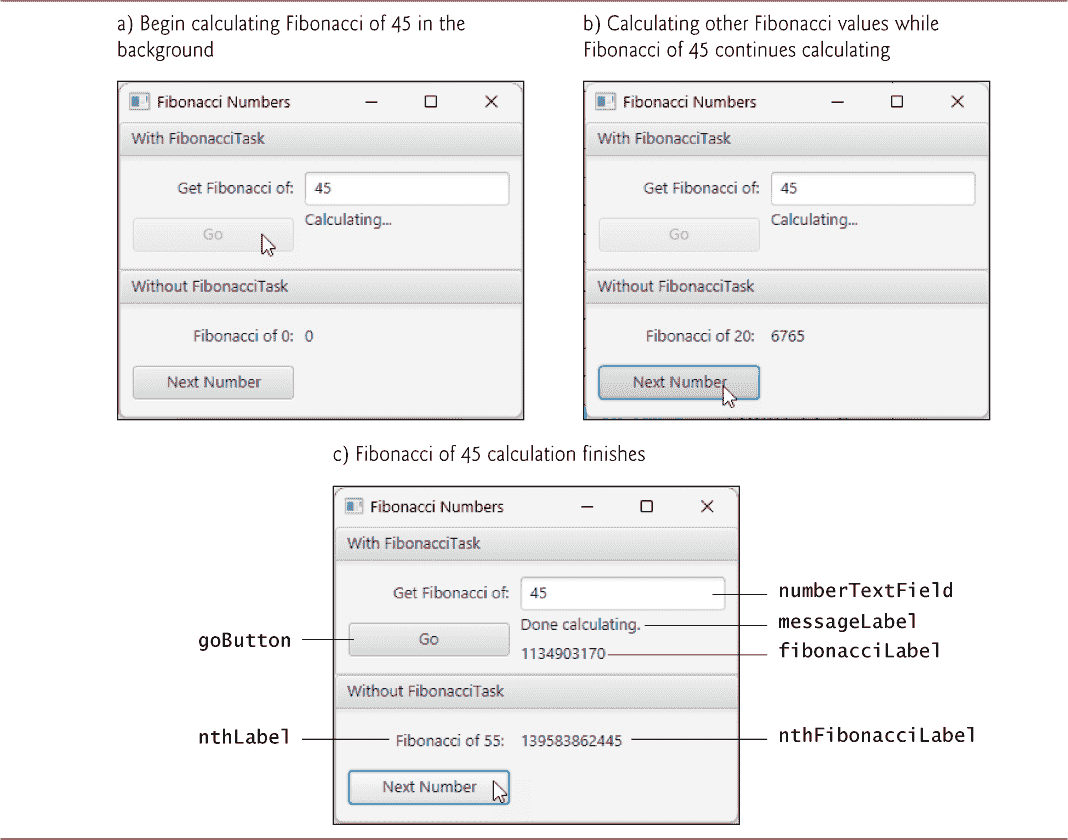 a) Begin calculating Fibonacci of 45 in the
background
b) Calculating other Fibonacci values while
Fibonacci of 45 continues calculating
Fibonacci Numbers
With FibonacciTask
Get Fibonacci of: 45
Calculating...
Go
Without FibonacciTask
Fibonacci of 0: 0
Next Number
Fibonacci Numbers
With FibonacciTask
Get Fibonacci of: 45
Calculating...
Go
Without FibonacciTask
Fibonacci of 20: 6765
Next Number
c) Fibonacci of 45 calculation finishes
Fibonacci Numbers
With FibonacciTask
Get Fibonacci of: 45
numberTextField
Done calculating.
messageLabel
goButton
Go
1134903170
fibonacciLabel
Without FibonacciTask
nthLabel
Fibonacci of 55: 139583862445
nthFibonacciLabel
Next Number